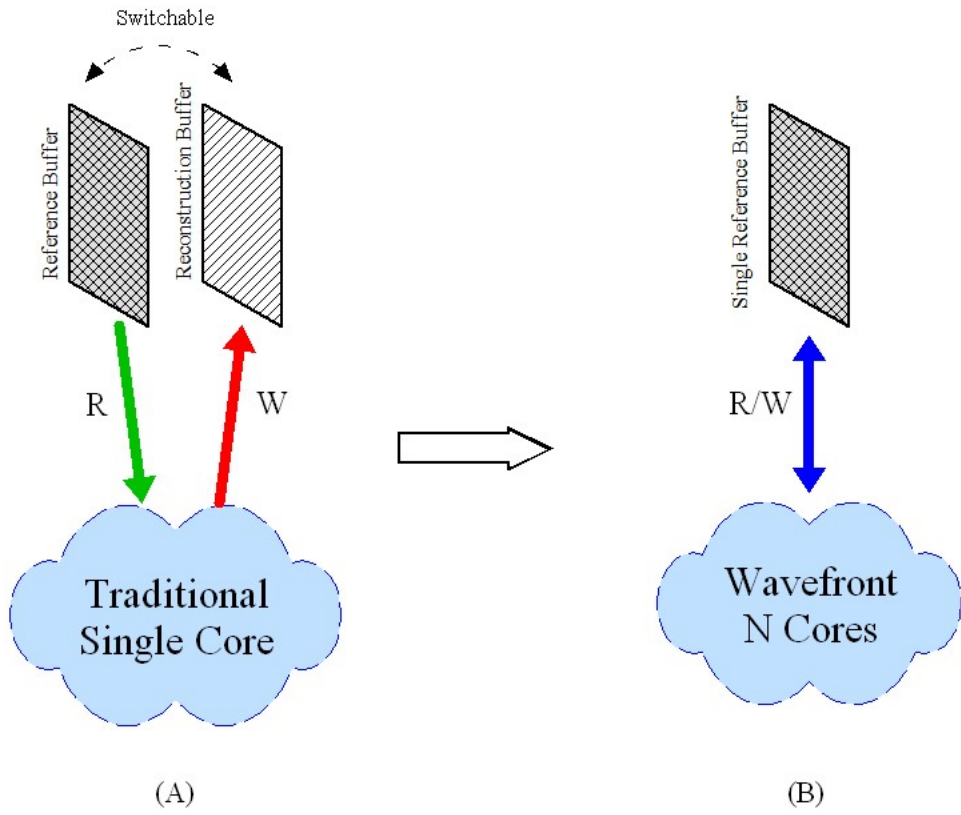 Switchable
Reference Buffer
Reconstruction Buffer
Single Reference Buffer
R
W
R/W
Traditional
Single Core
Wavefront
N Cores
(A)
(B)